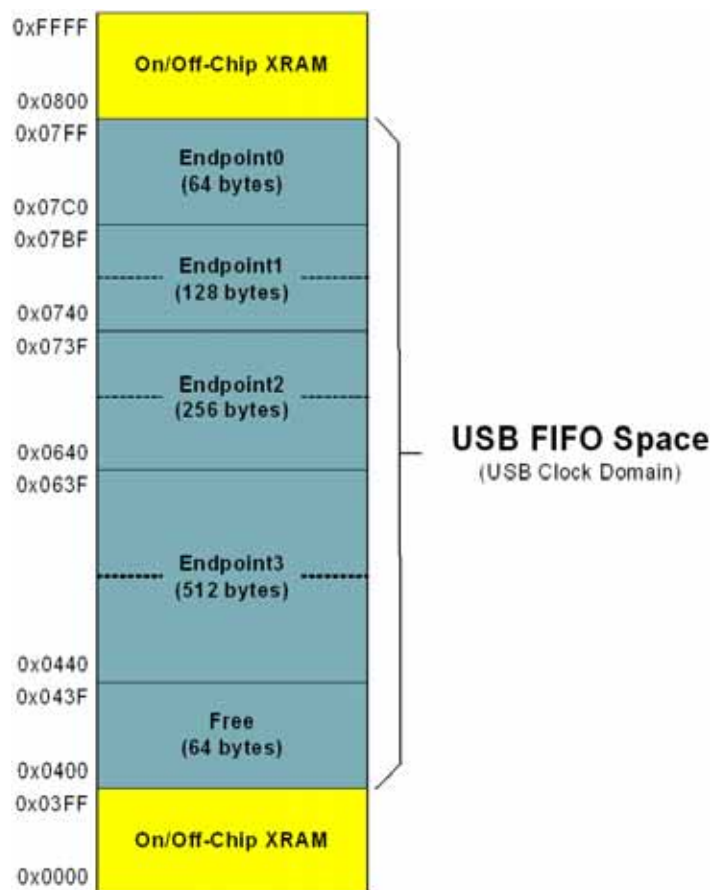 0xFFFF
On/Off-Chip XRAM
0x0800
0x07FF
Endpoint0
(64 bytes)
0x07C0
0x07BF
Endpoint1
(128 bytes)
0x0740
0x073F
Endpoint2
(256 bytes)
0x0640
0x063F
Endpoint3
(512 bytes)
0x0440
0x043F
Free
(64 bytes)
0x0400
0x03FF
On/Off-Chip XRAM
0x0000
USB FIFO Space
(USB Clock Domain)